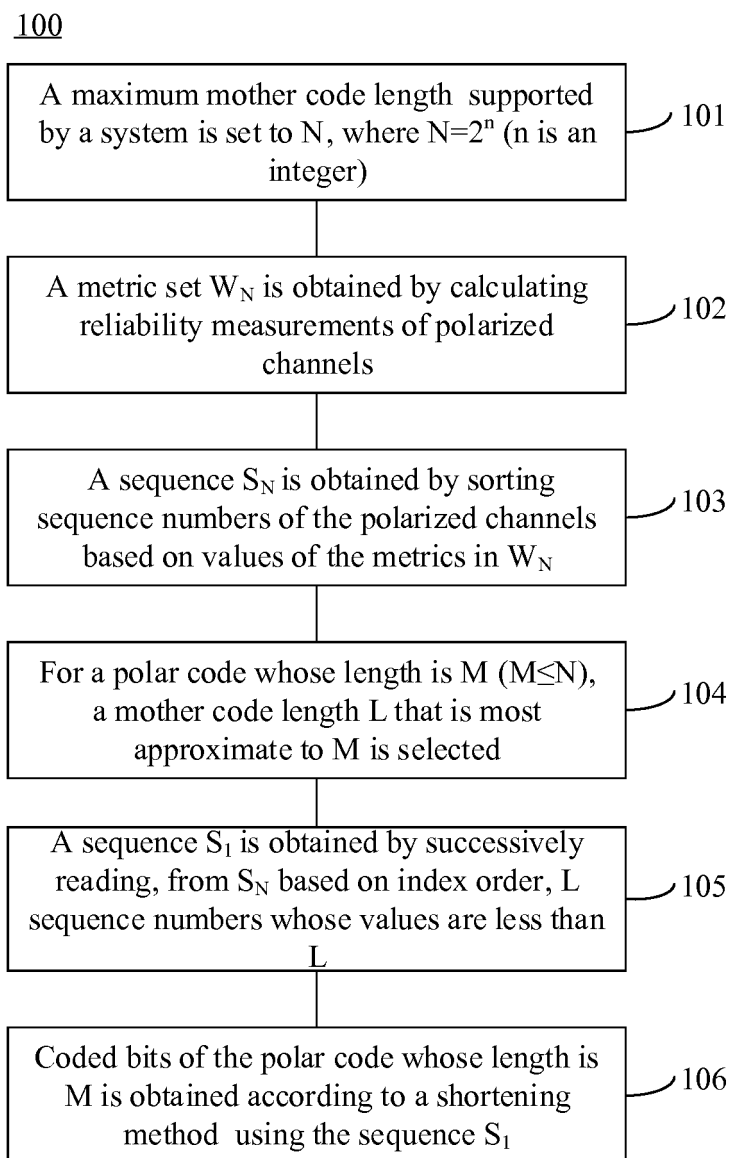 100
A maximum mother code length supported
by a system is set to N, where N=2ⁿ (n is an
integer)
101
A metric set W_N is obtained by calculating
reliability measurements of polarized
channels
102
A sequence S_N is obtained by sorting
sequence numbers of the polarized channels
based on values of the metrics in W_N
103
For a polar code whose length is M (M≤N),
a mother code length L that is most
approximate to M is selected
104
A sequence S₁ is obtained by successively
reading, from S_N based on index order, L
sequence numbers whose values are less than
L
105
Coded bits of the polar code whose length is
M is obtained according to a shortening
method using the sequence S₁
106